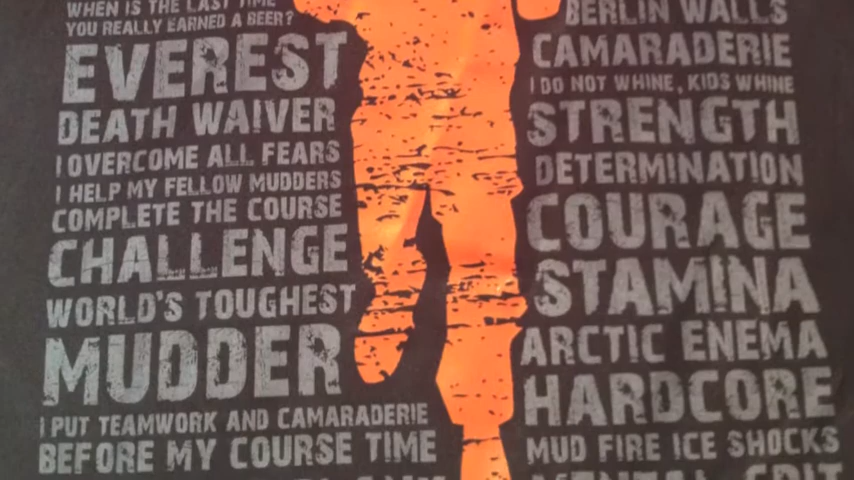 WHEN IS THE LAST TIME
YOU REALLY EARNED A BEER?
EVEREST
DEATH WAIVER
I OVERCOME ALL FEARS
I HELP MY FELLOW MUDDERS
COMPLETE THE COURSE
CHALLENGE
WORLD'S TOUGHEST
MUDDER
I PUT TEAMWORK AND CAMARADERIE
BEFORE MY COURSE TIME
BERLIN WALLS
CAMARADERIE
I DO NOT WHINE, KIDS WHINE
STRENGTH
DETERMINATION
COURAGE
STAMINA
ARCTIC ENEMA
HARDCORE
MUD FIRE ICE SHOCKS
MENTAL GRIT